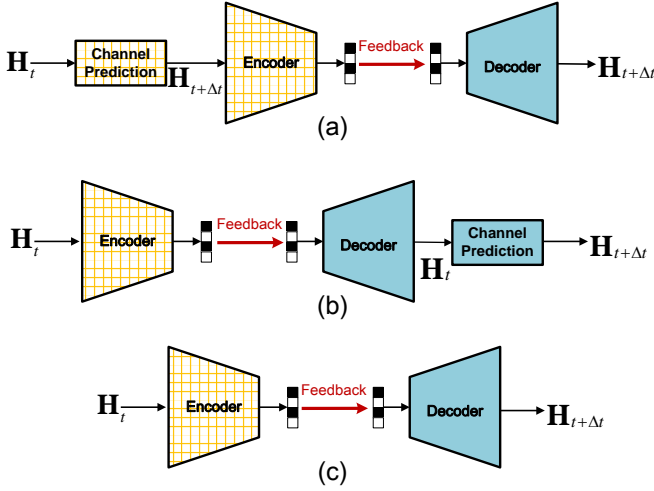 H_t
Channel
Prediction
H_{t+Δt}
Encoder
Feedback
Decoder
H_{t+Δt}
(a)
H_t
Encoder
Feedback
Decoder
H_t
Channel
Prediction
H_{t+Δt}
(b)
H_t
Encoder
Feedback
Decoder
H_{t+Δt}
(c)